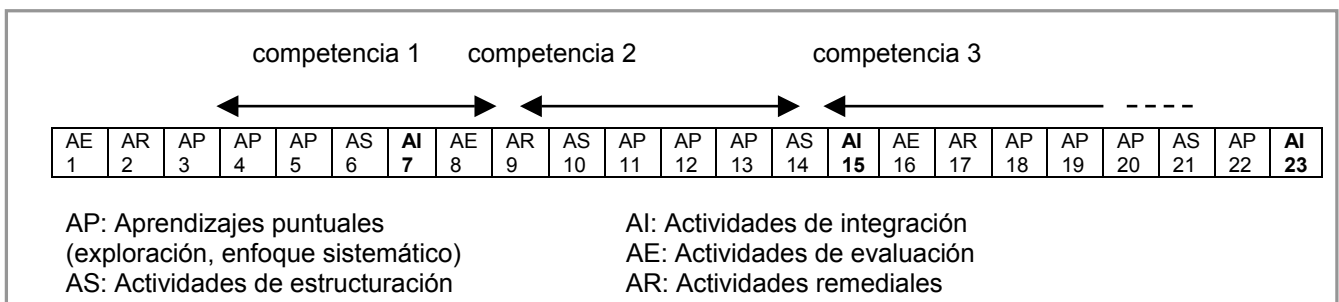 competencia 1 competencia 2 competencia 3
AE AR AP AP AP AS AI AE AR AS AP AP AP AS AI AE AR AP AP AP AS AP AI
1 2 3 4 5 6 7 8 9 10 11 12 13 14 15 16 17 18 19 20 21 22 23
AP: Aprendizajes puntuales AI: Actividades de integración
(exploración, enfoque sistemático) AE: Actividades de evaluación
AS: Actividades de estructuración AR: Actividades remediales